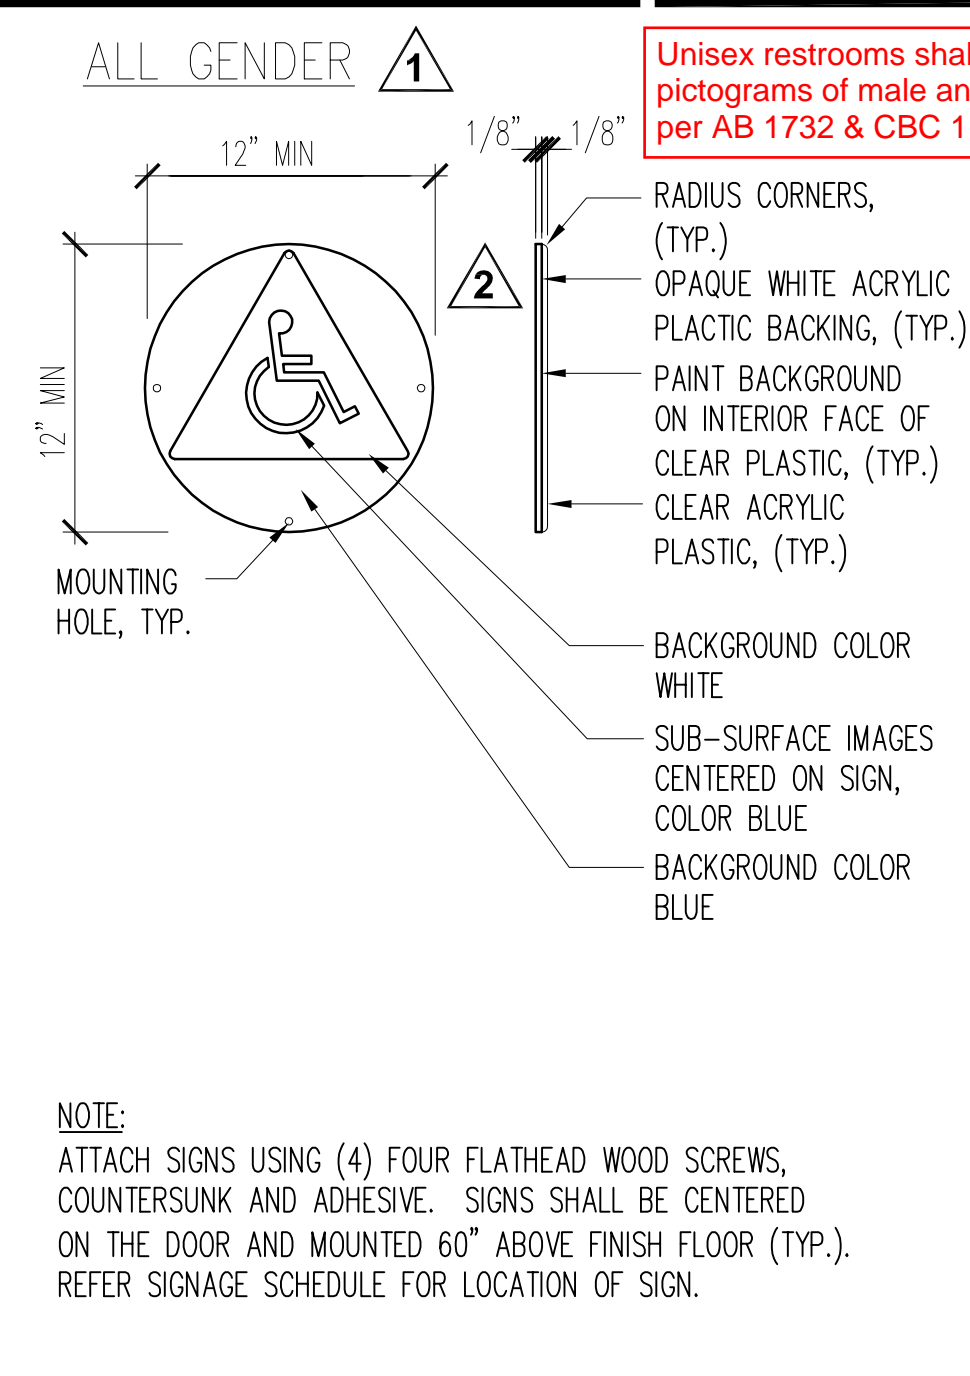 ALL GENDER
1
Unisex restrooms shal
pictograms of male an
per AB 1732 & CBC 1
12" MIN
1/8" 1/8"
RADIUS CORNERS,
(TYP.)
2
OPAQUE WHITE ACRYLIC
PLACTIC BACKING, (TYP.)
12" MIN
PAINT BACKGROUND
ON INTERIOR FACE OF
CLEAR PLASTIC, (TYP.)
CLEAR ACRYLIC
PLASTIC, (TYP.)
MOUNTING
HOLE, TYP.
BACKGROUND COLOR
WHITE
SUB-SURFACE IMAGES
CENTERED ON SIGN,
COLOR BLUE
BACKGROUND COLOR
BLUE
NOTE:
ATTACH SIGNS USING (4) FOUR FLATHEAD WOOD SCREWS,
COUNTERSUNK AND ADHESIVE. SIGNS SHALL BE CENTERED
ON THE DOOR AND MOUNTED 60" ABOVE FINISH FLOOR (TYP.).
REFER SIGNAGE SCHEDULE FOR LOCATION OF SIGN.